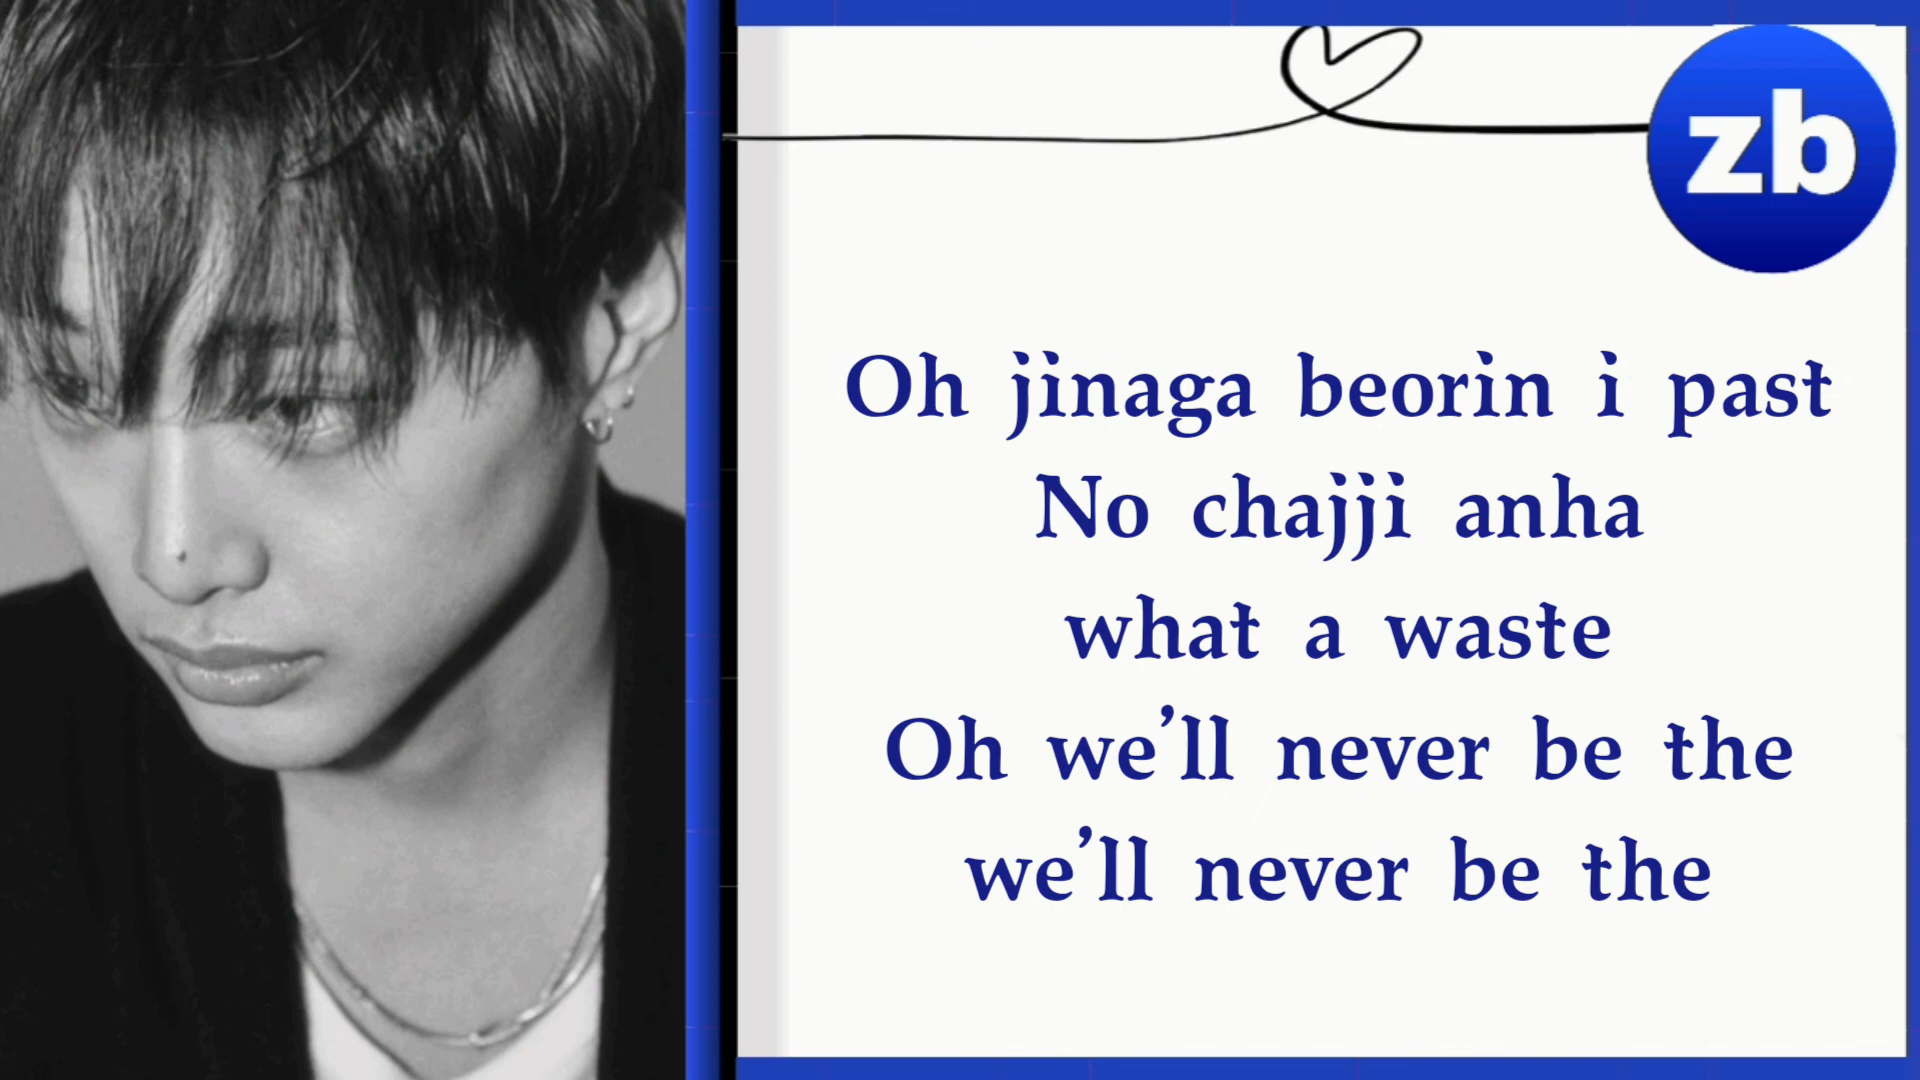 zb
Oh jinaga beorin i past
No chajji anha
what a waste
Oh we’ll never be the
we’ll never be the